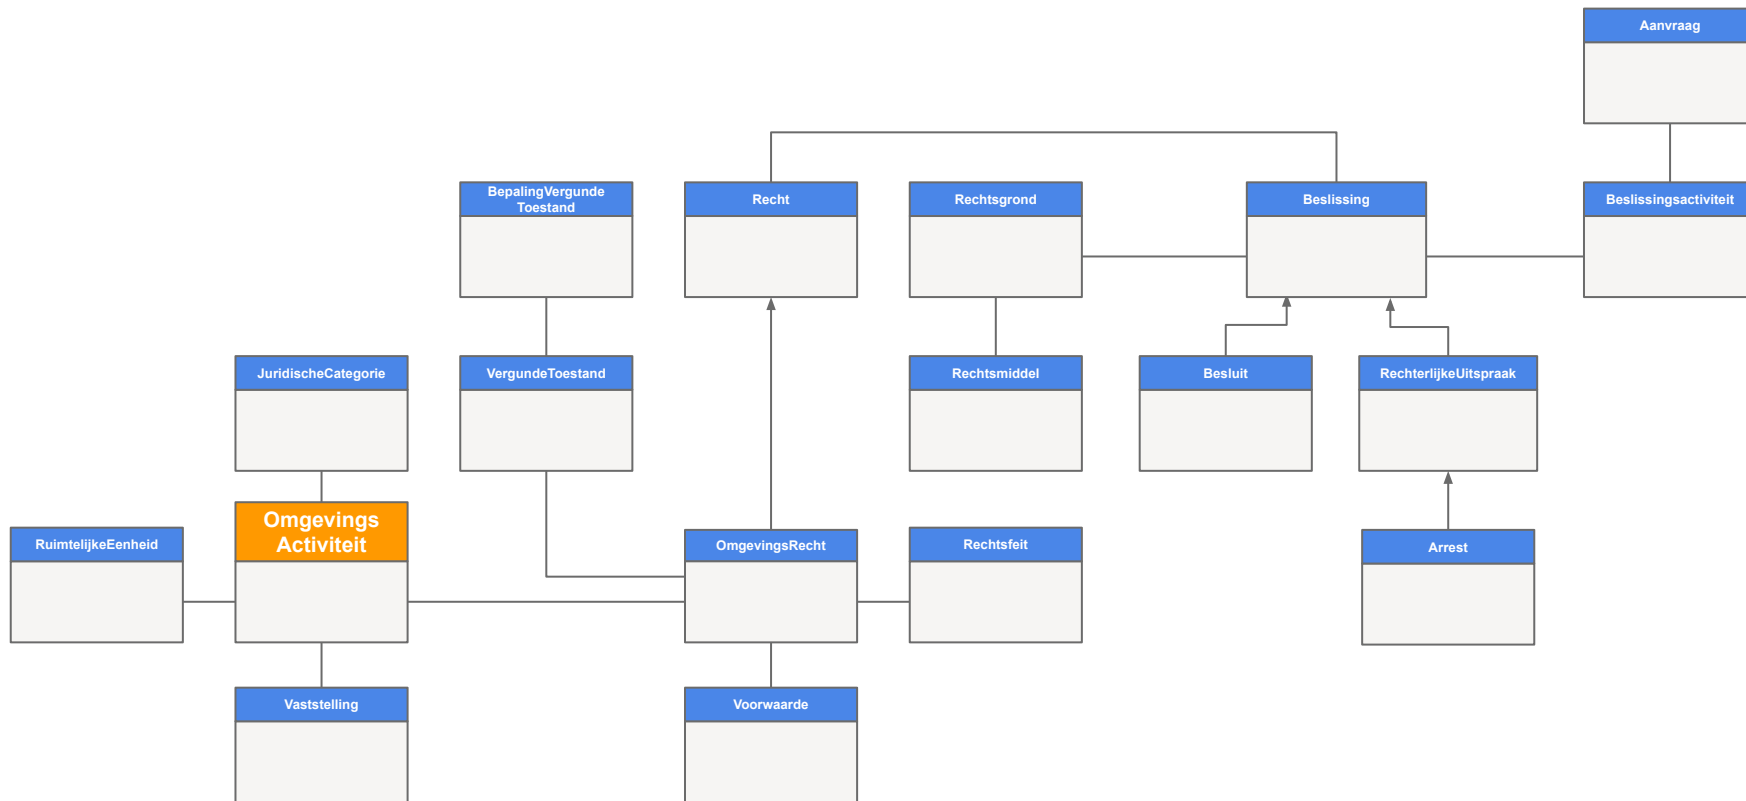 Aanvraag
BepalingVergunde
Toestand
Recht
Rechtsgrond
Beslissing
Beslissingsactiviteit
JuridischeCategorie
VergundeToestand
Rechtsmiddel
Besluit
RechterlijkeUitspraak
Omgevings
Activiteit
RuimtelijkeEenheid
OmgevingsRecht
Rechtsfeit
Arrest
Vaststelling
Voorwaarde